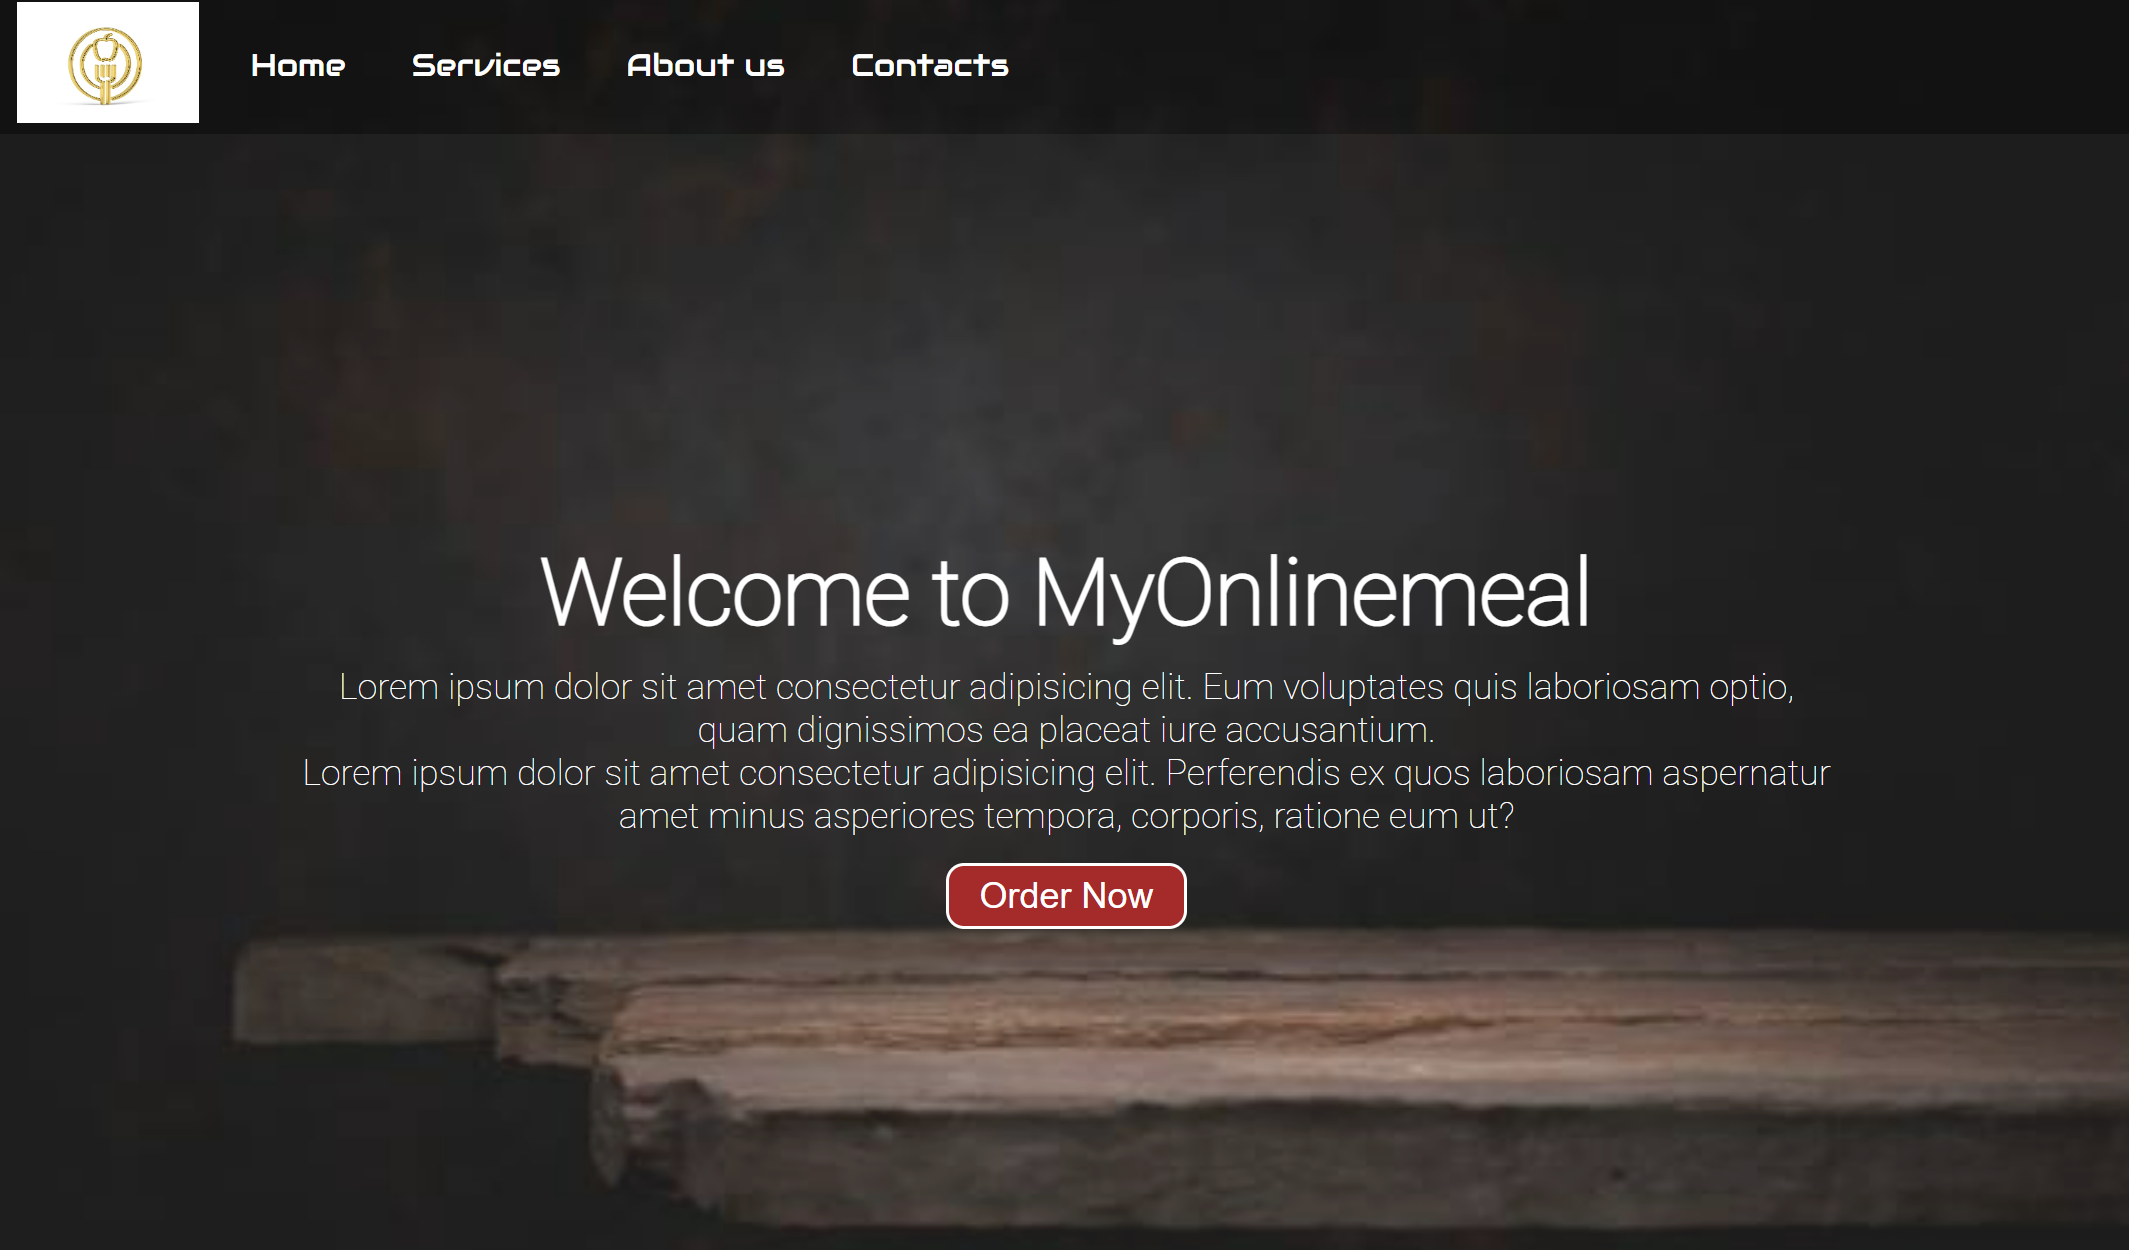 Home Services About us Contacts
Welcome to MyOnlinemeal
Lorem ipsum dolor sit amet consectetur adipisicing elit. Eum voluptates quis laboriosam optio,
quam dignissimos ea placeat iure accusantium.
Lorem ipsum dolor sit amet consectetur adipisicing elit. Perferendis ex quos laboriosam aspernatur
amet minus asperiores tempora, corporis, ratione eum ut?
Order Now